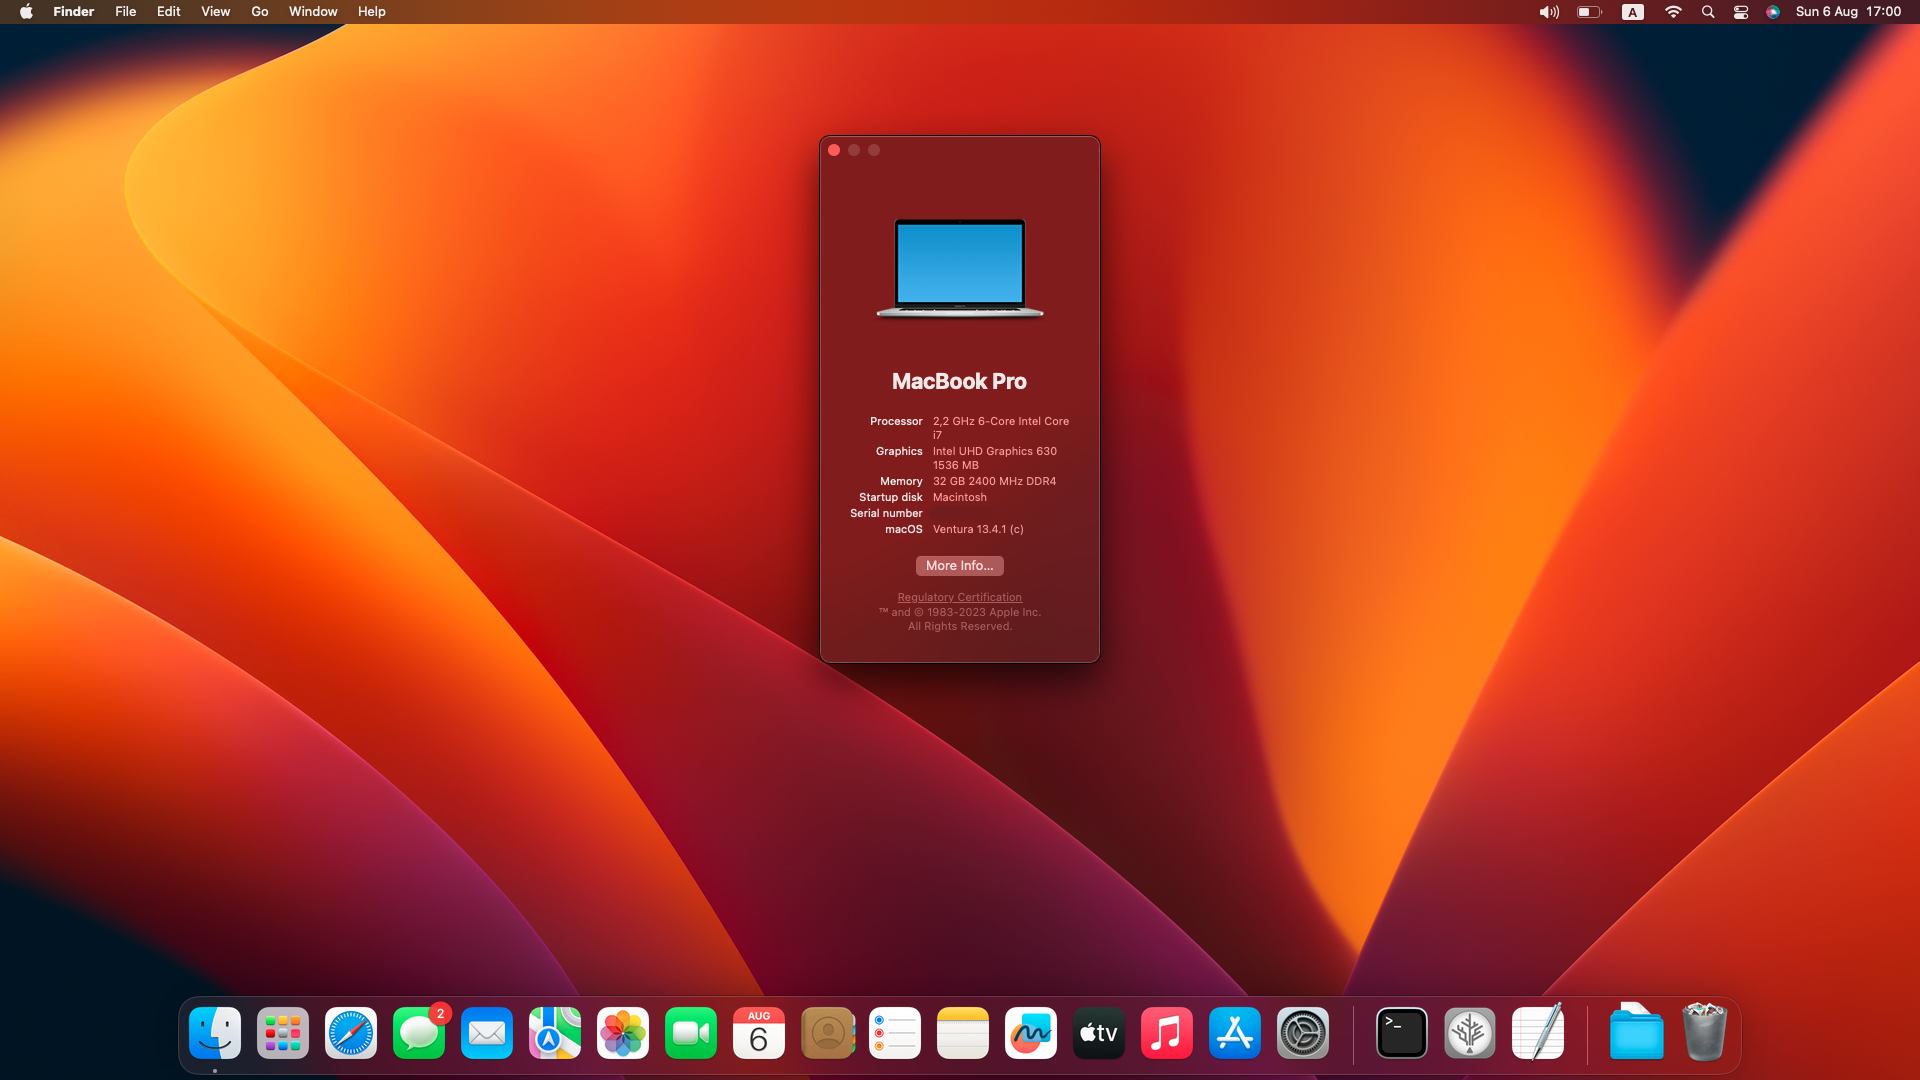 Finder File Edit View Go Window Help
A Sun 6 Aug 17:00
MacBook Pro
Processor 2,2 GHz 6-Core Intel Core
i7
Graphics Intel UHD Graphics 630
1536 MB
Memory 32 GB 2400 MHz DDR4
Startup disk Macintosh
Serial number
macOS Ventura 13.4.1 (c)
More Info...
Regulatory Certification
™ and © 1983-2023 Apple Inc.
All Rights Reserved.
2
AUG
6
tv
>_